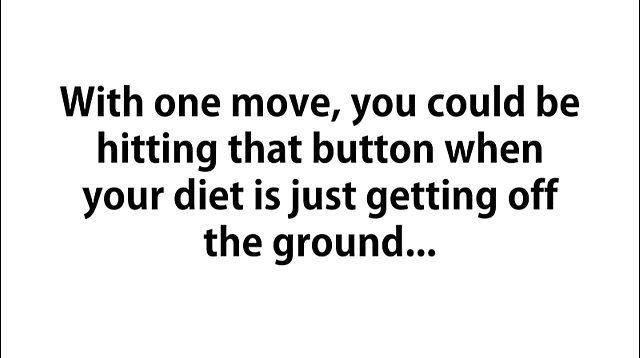 With one move, you could be
hitting that button when
your diet is just getting off
the ground...